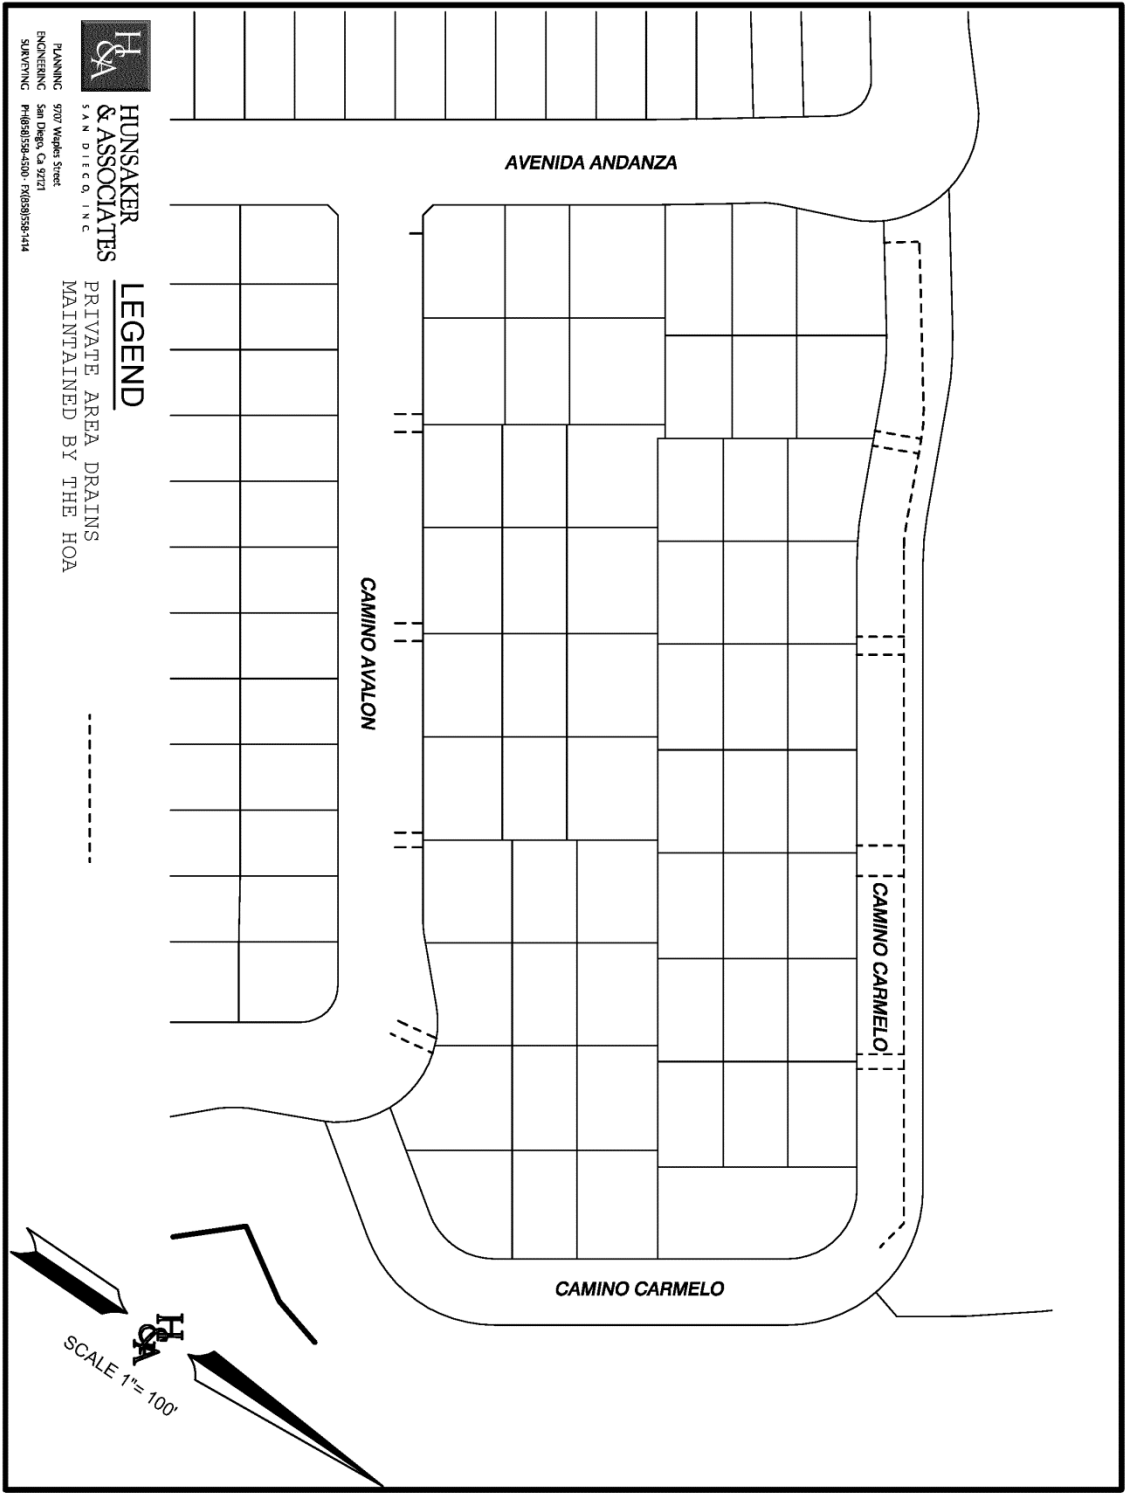 H&A
HUNSAKER
& ASSOCIATES
SAN DIEGO, INC.
PLANNING 9707 Waples Street
ENGINEERING San Diego, Ca 92121
SURVEYING PH(858)558-4500 · FX(858)558-1414
LEGEND
PRIVATE AREA DRAINS
MAINTAINED BY THE HOA
AVENIDA ANDANZA
CAMINO AVALON
CAMINO CARMELO
CAMINO CARMELO
H&A
SCALE 1"= 100'